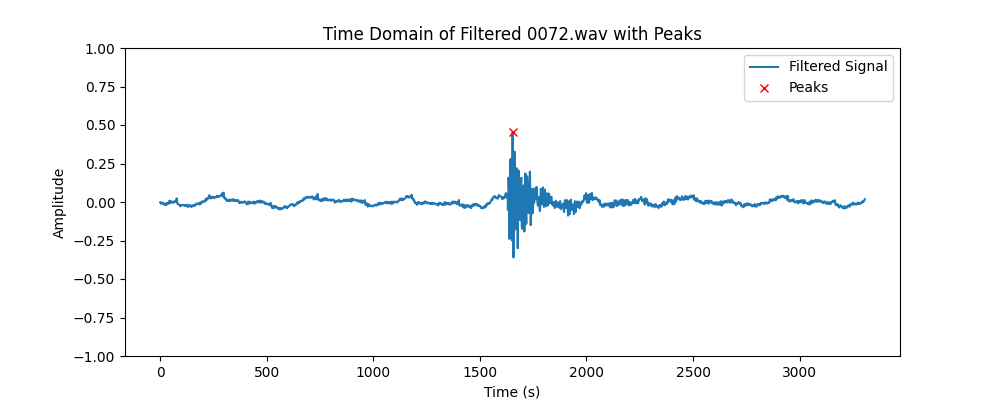 Time Domain of Filtered 0072.wav with Peaks
Filtered Signal
Peaks
Amplitude
1.00
0.75
0.50
0.25
0.00
−0.25
−0.50
−0.75
−1.00
0 500 1000 1500 2000 2500 3000
Time (s)